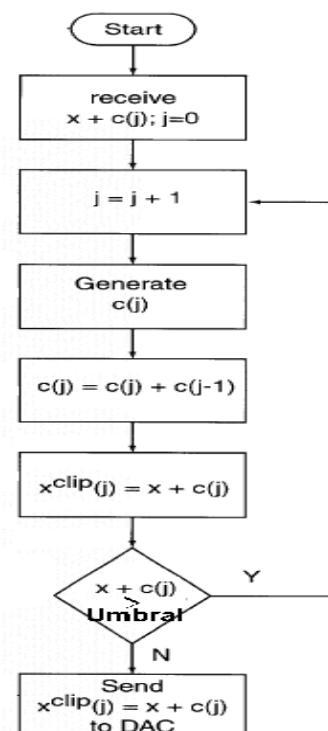 Start
receive
x + c(j); j=0
j = j + 1
Generate
c(j)
c(j) = c(j) + c(j-1)
xclip(j) = x + c(j)
x + c(j)
>
Umbral
Y
N
Send
xclip(j) = x + c(j)
to DAC